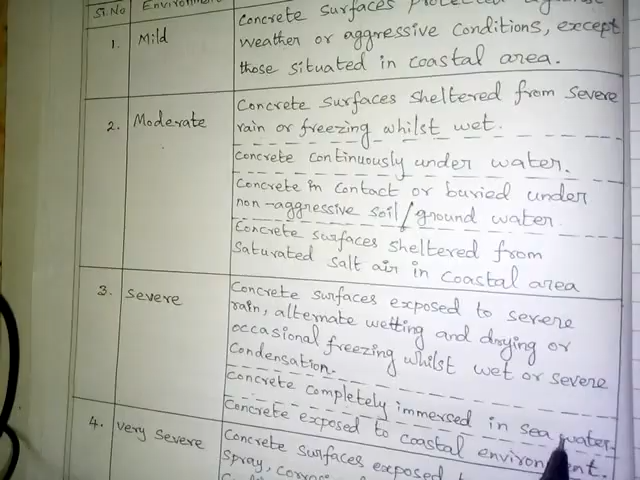 Sl.No Environment
Concrete surfaces protected against
1. Mild weather or aggressive conditions, except
those situated in coastal area.
Concrete surfaces sheltered from severe
2. Moderate rain or freezing whilst wet.
Concrete continuously under water.
Concrete in contact or buried under
non-aggressive soil/ground water.
Concrete surfaces sheltered from
saturated salt air in coastal area
3. Severe Concrete surfaces exposed to severe
rain, alternate wetting and drying or
occasional freezing whilst wet or severe
Condensation.
Concrete completely immersed in sea water.
Concrete exposed to coastal environment.
4. Very Severe Concrete surfaces exposed
spray,